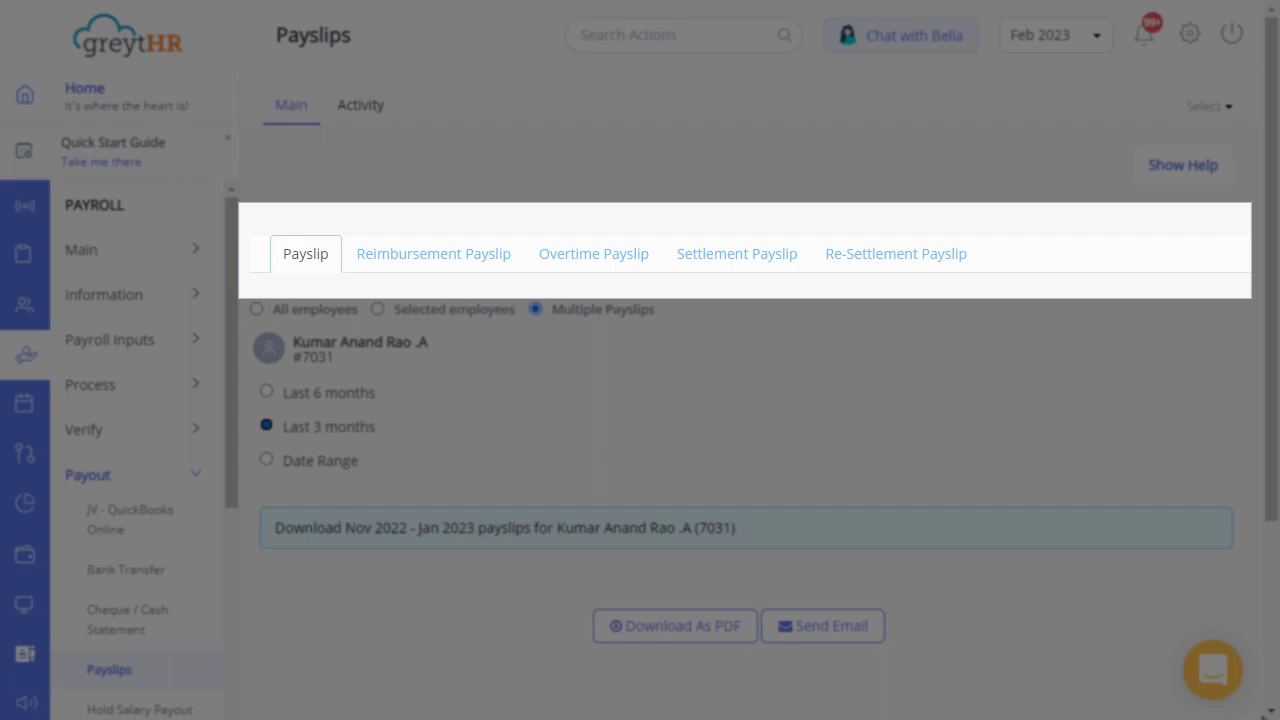 greytHR
Payslips
Search Actions
Chat with Bella
Feb 2023
99+
Home
It's where the heart is!
Main
Activity
Select
Quick Start Guide
×
Take me there
Show Help
PAYROLL
Main
Information
Payroll Inputs
Process
Verify
Payout
JV - QuickBooks
Online
Bank Transfer
Cheque / Cash
Statement
Payslips
Hold Salary Payout
Payslip
Reimbursement Payslip
Overtime Payslip
Settlement Payslip
Re-Settlement Payslip
All employees
Selected employees
Multiple Payslips
Kumar Anand Rao .A
#7031
Last 6 months
Last 3 months
Date Range
Download Nov 2022 - Jan 2023 payslips for Kumar Anand Rao .A (7031)
Download As PDF
Send Email